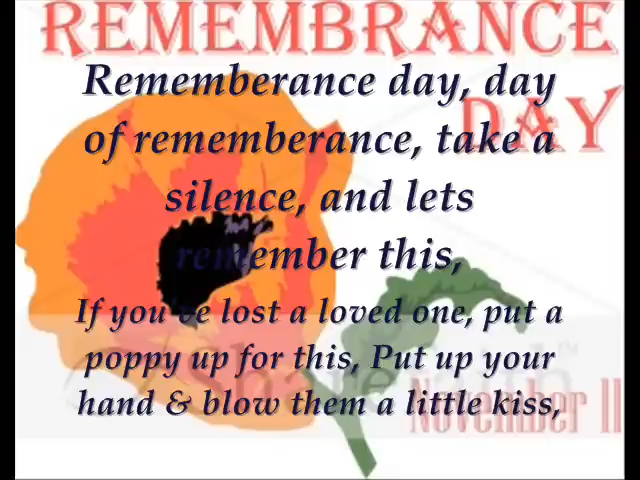 REMEMBRANCE
DAY
Rememberance day, day
of rememberance, take a
silence, and lets
remember this,
If you've lost a loved one, put a
poppy up for this, Put up your
hand & blow them a little kiss,
November 11